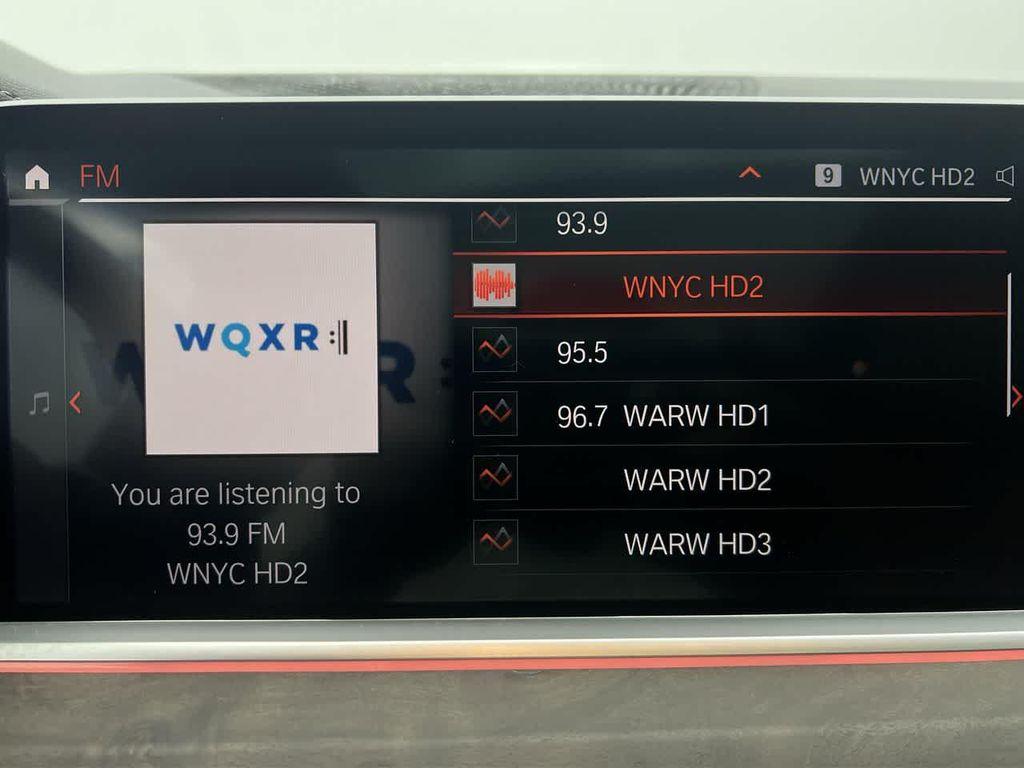 FM
9 WNYC HD2
WQXR
You are listening to
93.9 FM
WNYC HD2
93.9
WNYC HD2
95.5
96.7 WARW HD1
WARW HD2
WARW HD3